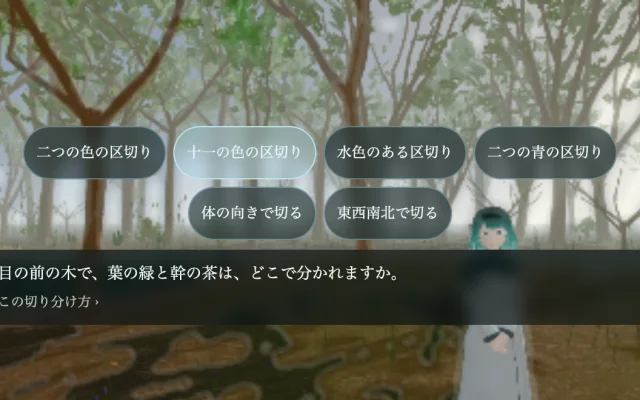 二つの色の区切り
十一の色の区切り
水色のある区切り
二つの青の区切り
体の向きで切る
東西南北で切る
目の前の木で、葉の緑と幹の茶は、どこで分かれますか。
この切り分け方 ›